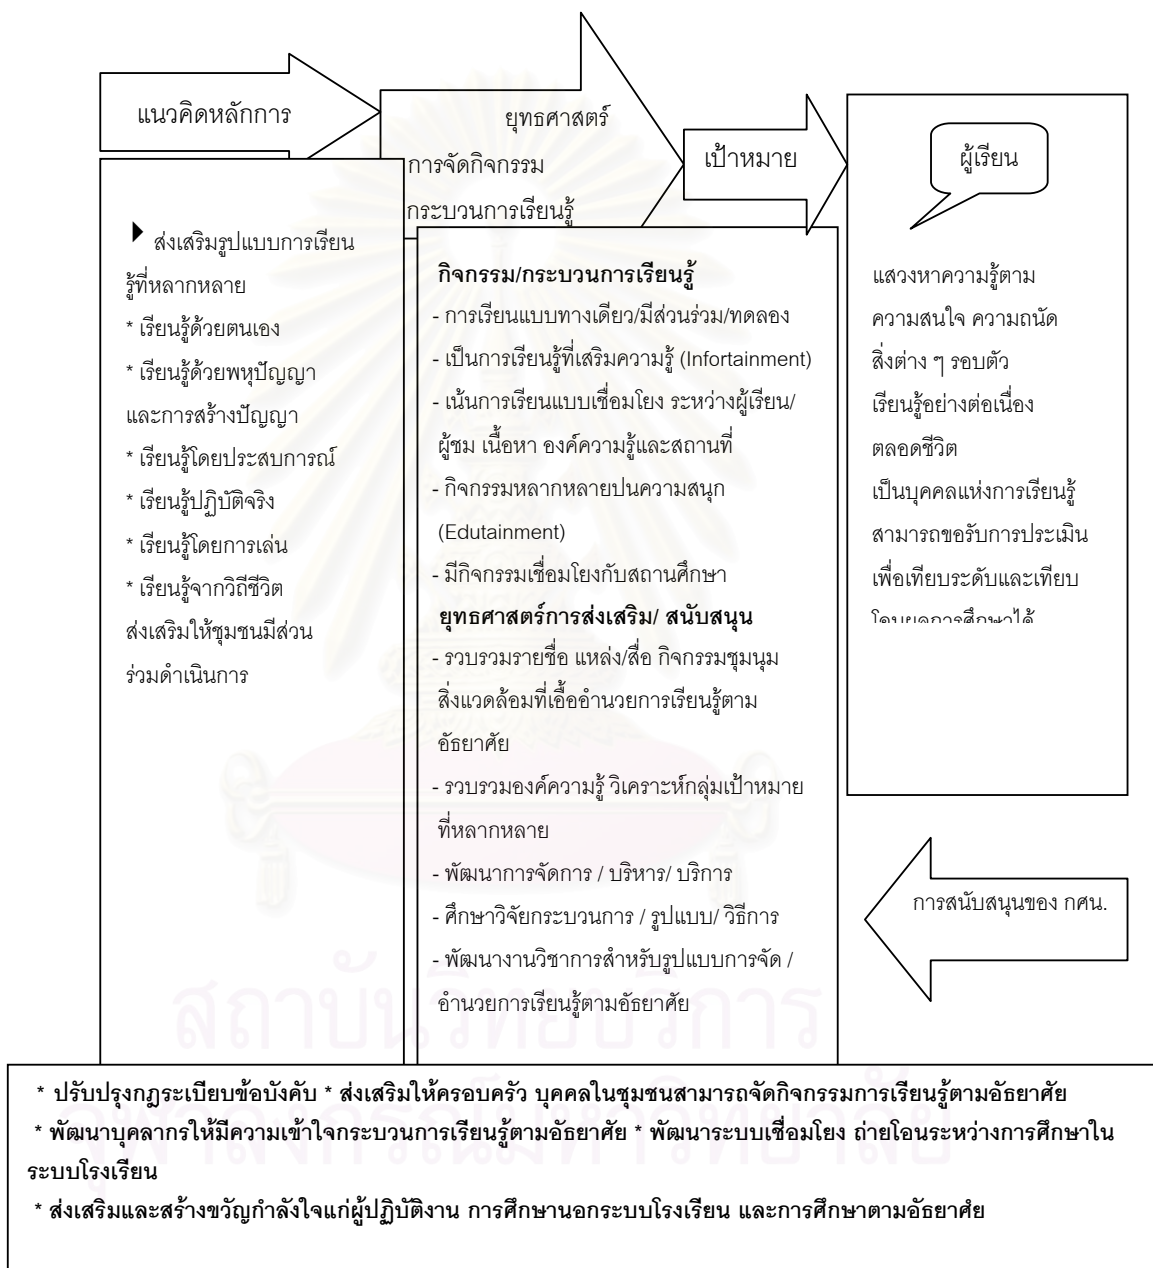 แนวคิดหลักการ
ยุทธศาสตร์
การจัดกิจกรรม
กระบวนการเรียนรู้
เป้าหมาย
ผู้เรียน
ส่งเสริมรูปแบบการเรียน
รู้ที่หลากหลาย
* เรียนรู้ด้วยตนเอง
* เรียนรู้ด้วยพหุปัญญา
และการสร้างปัญญา
* เรียนรู้โดยประสบการณ์
* เรียนรู้ปฏิบัติจริง
* เรียนรู้โดยการเล่น
* เรียนรู้จากวิถีชีวิต
ส่งเสริมให้ชุมชนมีส่วน
ร่วมดำเนินการ
กิจกรรม/กระบวนการเรียนรู้
- การเรียนแบบทางเดียว/มีส่วนร่วม/ทดลอง
- เป็นการเรียนรู้ที่เสริมความรู้ (Infortainment)
- เน้นการเรียนแบบเชื่อมโยง ระหว่างผู้เรียน/
ผู้ชม เนื้อหา องค์ความรู้และสถานที่
- กิจกรรมหลากหลายปนความสนุก
(Edutainment)
- มีกิจกรรมเชื่อมโยงกับสถานศึกษา
ยุทธศาสตร์การส่งเสริม/ สนับสนุน
- รวบรวมรายชื่อ แหล่ง/สื่อ กิจกรรมชุมนุม
สิ่งแวดล้อมที่เอื้ออำนวยการเรียนรู้ตาม
อัธยาศัย
- รวบรวมองค์ความรู้ วิเคราะห์กลุ่มเป้าหมาย
ที่หลากหลาย
- พัฒนาการจัดการ / บริหาร/ บริการ
- ศึกษาวิจัยกระบวนการ / รูปแบบ/ วิธีการ
- พัฒนางานวิชาการสำหรับรูปแบบการจัด /
อำนวยการเรียนรู้ตามอัธยาศัย
แสวงหาความรู้ตาม
ความสนใจ ความถนัด
สิ่งต่าง ๆ รอบตัว
เรียนรู้อย่างต่อเนื่อง
ตลอดชีวิต
เป็นบุคคลแห่งการเรียนรู้
สามารถขอรับการประเมิน
เพื่อเทียบระดับและเทียบ
โอนผลการศึกษาได้
การสนับสนุนของ กศน.
* ปรับปรุงกฎระเบียบข้อบังคับ * ส่งเสริมให้ครอบครัว บุคคลในชุมชนสามารถจัดกิจกรรมการเรียนรู้ตามอัธยาศัย
* พัฒนาบุคลากรให้มีความเข้าใจกระบวนการเรียนรู้ตามอัธยาศัย * พัฒนาระบบเชื่อมโยง ถ่ายโอนระหว่างการศึกษาใน
ระบบโรงเรียน
* ส่งเสริมและสร้างขวัญกำลังใจแก่ผู้ปฏิบัติงาน การศึกษานอกระบบโรงเรียน และการศึกษาตามอัธยาศัย
สถาบันวิทยบริการ
จุฬาลงกรณ์มหาวิทยาลัย